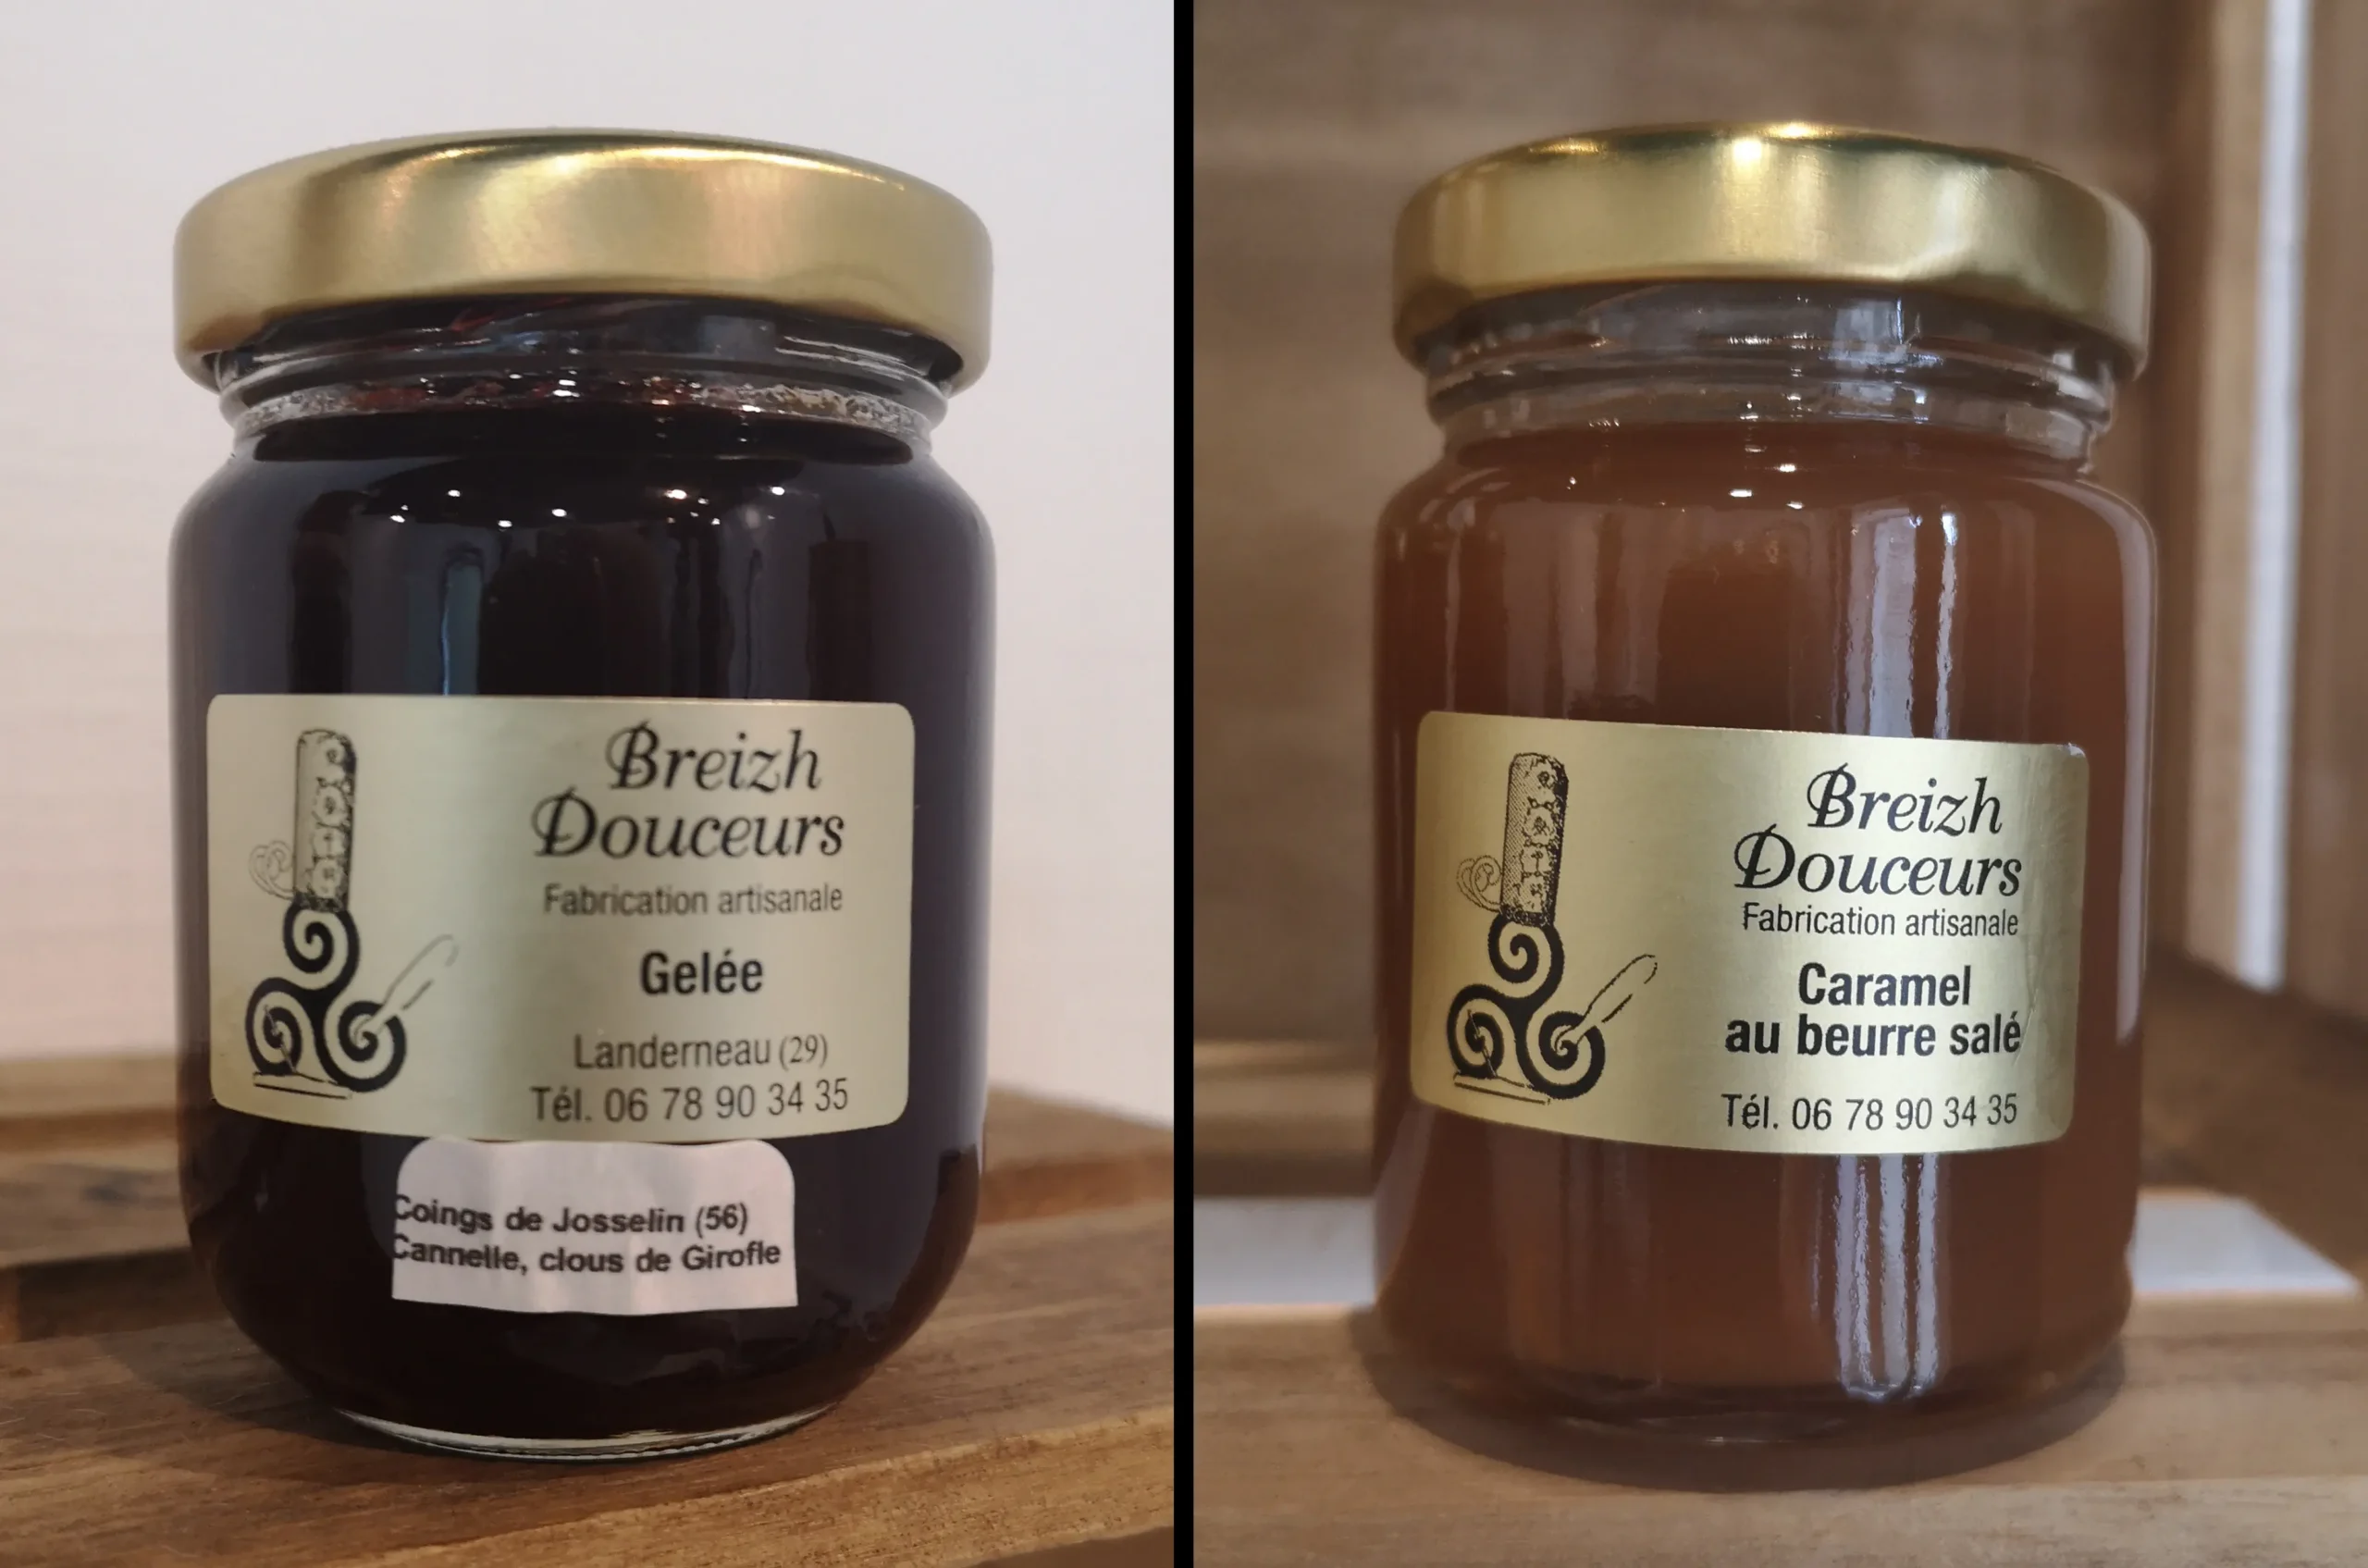 Breizh
Douceurs
Fabrication artisanale
Gelée
Landerneau (29)
Tél. 06 78 90 34 35
Coings de Josselin (56)
Cannelle, clous de Girofle
Breizh
Douceurs
Fabrication artisanale
Caramel
au beurre salé
Tél. 06 78 90 34 35